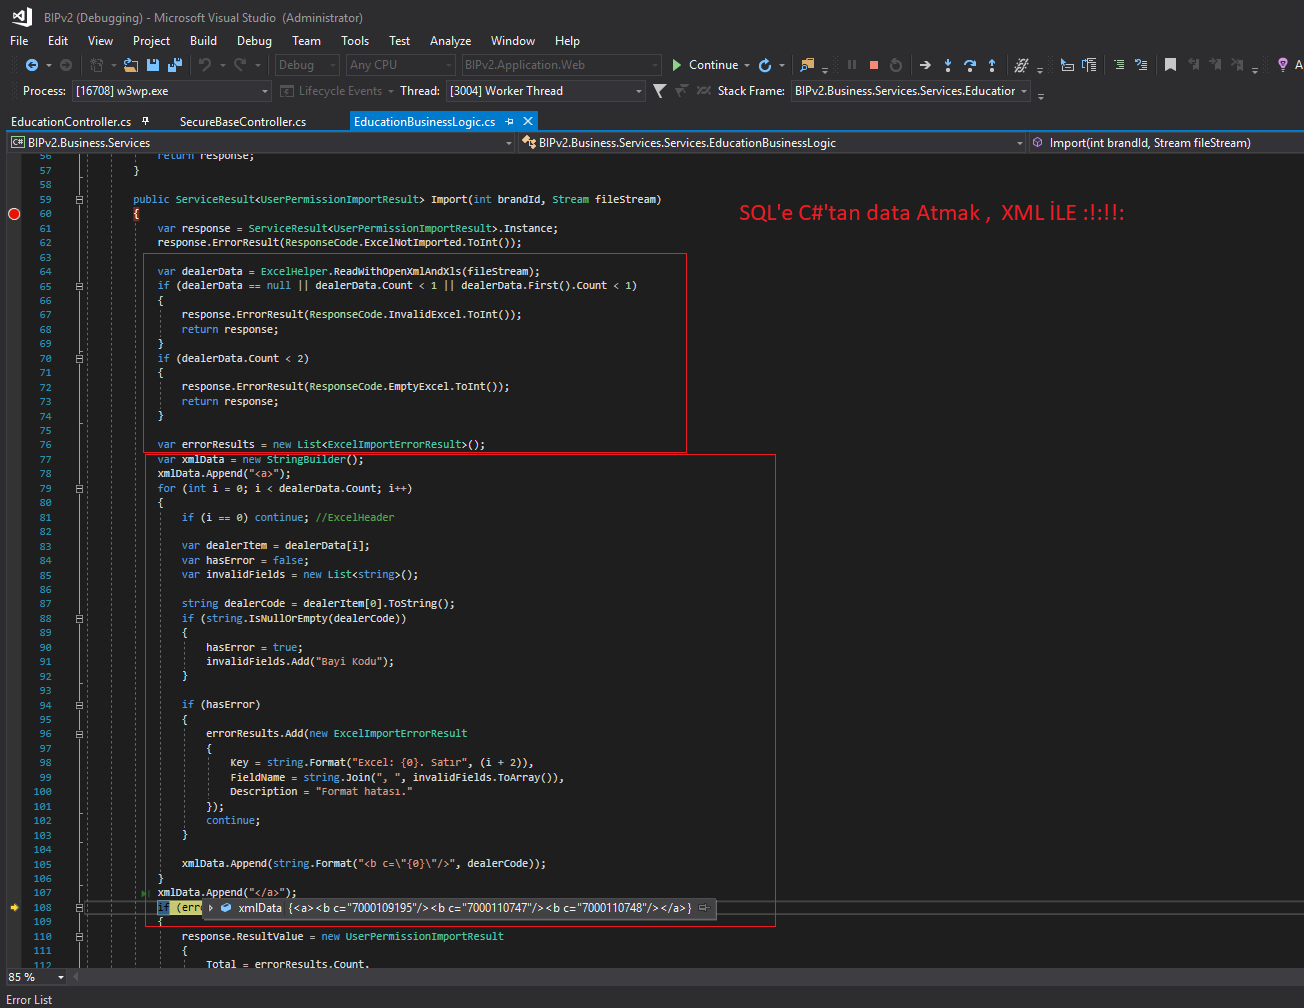 BIPv2 (Debugging) - Microsoft Visual Studio (Administrator)
File Edit View Project Build Debug Team Tools Test Analyze Window Help
Debug Any CPU BIPv2.Application.Web Continue
Process: [16708] w3wp.exe Lifecycle Events Thread: [3004] Worker Thread Stack Frame: BIPv2.Business.Services.Services.Education
EducationController.cs SecureBaseController.cs EducationBusinessLogic.cs
BIPv2.Business.Services BIPv2.Business.Services.Services.EducationBusinessLogic Import(int brandId, Stream fileStream)
56 return response;
57 }
58
59 public ServiceResult<UserPermissionImportResult> Import(int brandId, Stream fileStream)
SQL'e C#'tan data Atmak , XML İLE :!:!!:
60 {
61 var response = ServiceResult<UserPermissionImportResult>.Instance;
62 response.ErrorResult(ResponseCode.ExcelNotImported.ToInt());
63
64 var dealerData = ExcelHelper.ReadWithOpenXmlAndXls(fileStream);
65 if (dealerData == null || dealerData.Count < 1 || dealerData.First().Count < 1)
66 {
67 response.ErrorResult(ResponseCode.InvalidExcel.ToInt());
68 return response;
69 }
70 if (dealerData.Count < 2)
71 {
72 response.ErrorResult(ResponseCode.EmptyExcel.ToInt());
73 return response;
74 }
75
76 var errorResults = new List<ExcelImportErrorResult>();
77 var xmlData = new StringBuilder();
78 xmlData.Append("<a>");
79 for (int i = 0; i < dealerData.Count; i++)
80 {
81 if (i == 0) continue; //ExcelHeader
82
83 var dealerItem = dealerData[i];
84 var hasError = false;
85 var invalidFields = new List<string>();
86
87 string dealerCode = dealerItem[0].ToString();
88 if (string.IsNullOrEmpty(dealerCode))
89 {
90 hasError = true;
91 invalidFields.Add("Bayi Kodu");
92 }
93
94 if (hasError)
95 {
96 errorResults.Add(new ExcelImportErrorResult
97 {
98 Key = string.Format("Excel: {0}. Satır", (i + 2)),
99 FieldName = string.Join(", ", invalidFields.ToArray()),
100 Description = "Format hatası."
101 });
102 continue;
103 }
104
105 xmlData.Append(string.Format("<b c=\"{0}\"/>", dealerCode));
106 }
107 xmlData.Append("</a>");
108 if (erro xmlData {<a><b c="7000109195"/><b c="7000110747"/><b c="7000110748"/></a>}
109 {
110 response.ResultValue = new UserPermissionImportResult
111 {
112 Total = errorResults.Count,
85 %
Error List